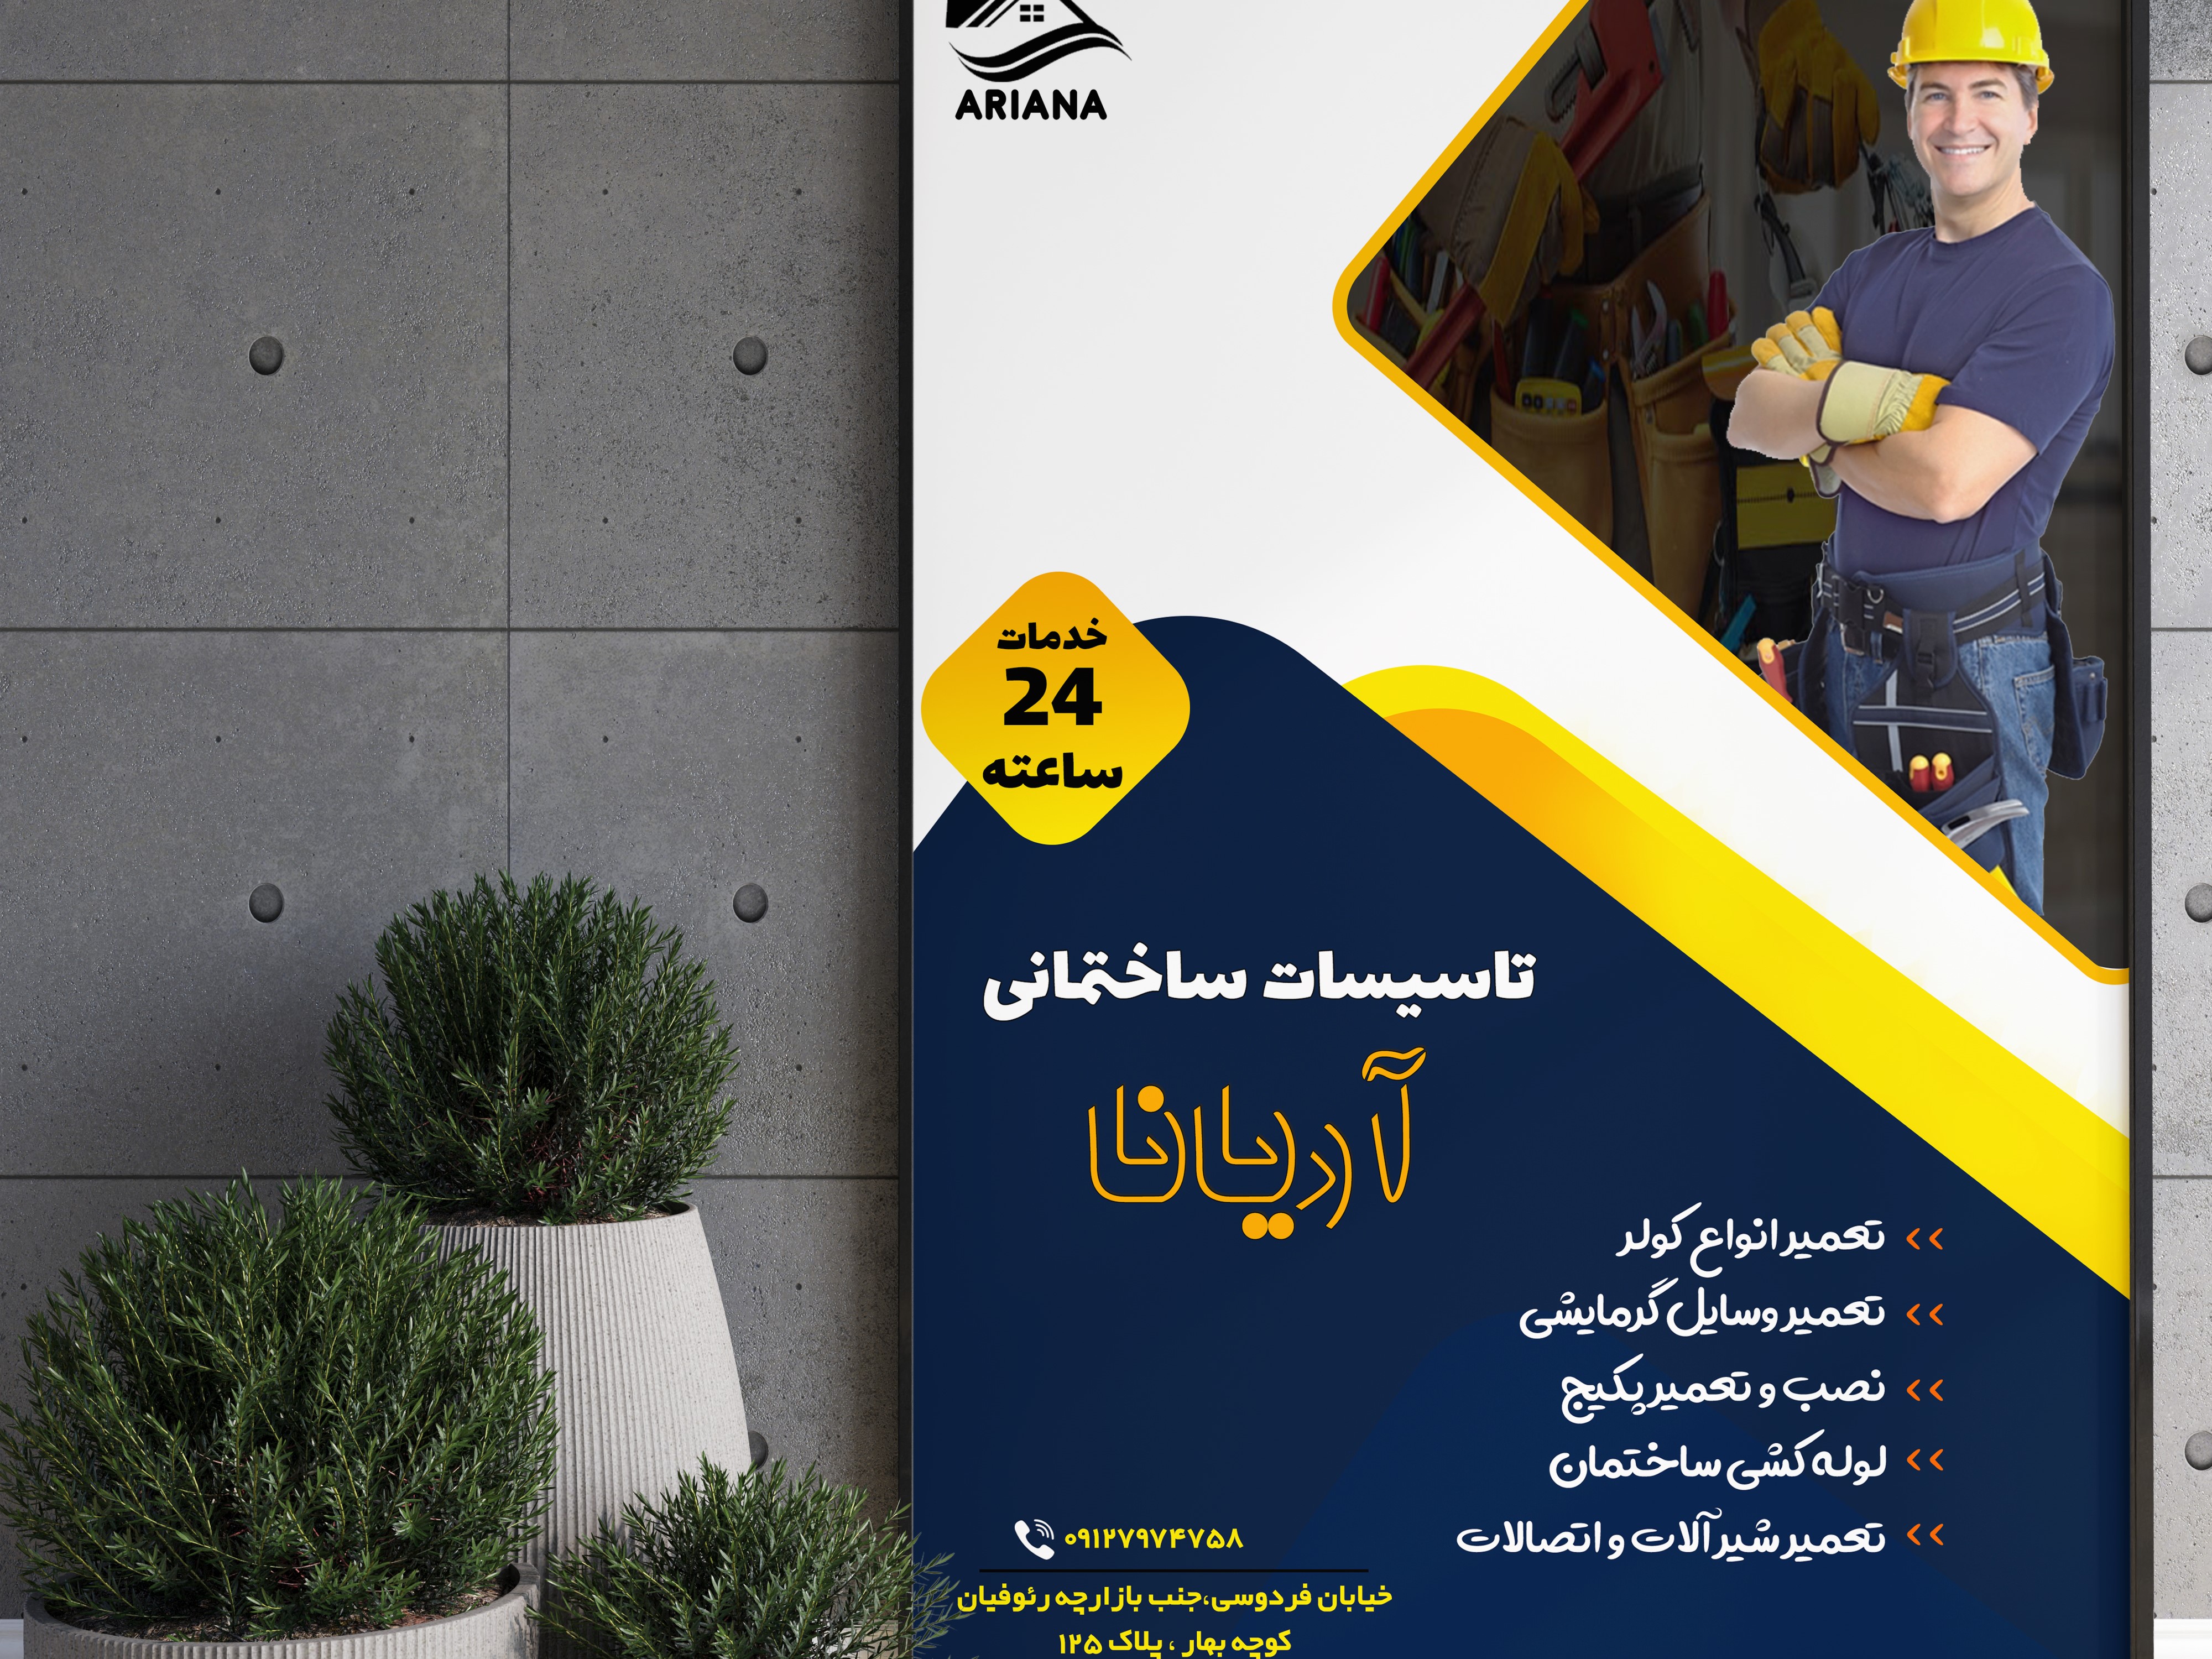 ARIANA
خدمات
24
ساعته
تاسیسات ساختمانی
آریانا
تعمیر انواع کولر
تعمیر وسایل گرمایشی
نصب و تعمیر پکیج
لوله کشی ساختمان
تعمیر شیرآلات و اتصالات
۰۹۱۲۷۹۷۴۷۵۸
خیابان فردوسی،جنب بازارچه رئوفیان
کوچه بهار ، پلاک ۱۲۵